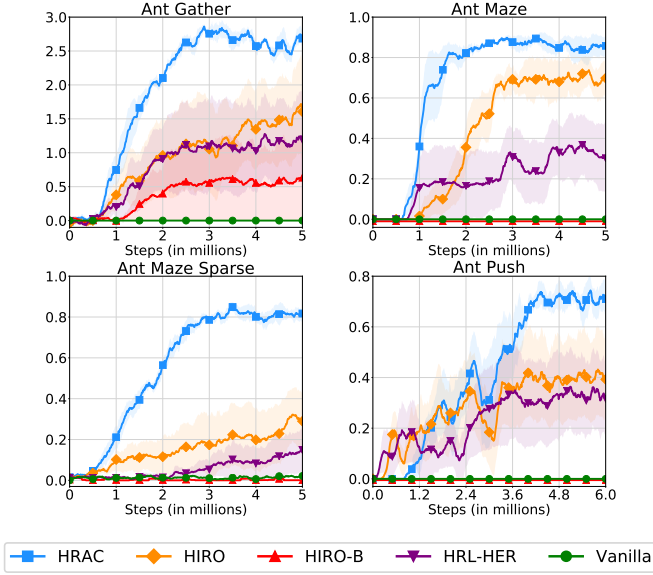 Ant Gather
3.0
2.5
2.0
1.5
1.0
0.5
0.0
0 1 2 3 4 5
Steps (in millions)
Ant Maze
1.0
0.8
0.6
0.4
0.2
0.0
0 1 2 3 4 5
Steps (in millions)
Ant Maze Sparse
1.0
0.8
0.6
0.4
0.2
0.0
0 1 2 3 4 5
Steps (in millions)
Ant Push
0.8
0.6
0.4
0.2
0.0
0.0 1.2 2.4 3.6 4.8 6.0
Steps (in millions)
HRAC HIRO HIRO-B HRL-HER Vanilla